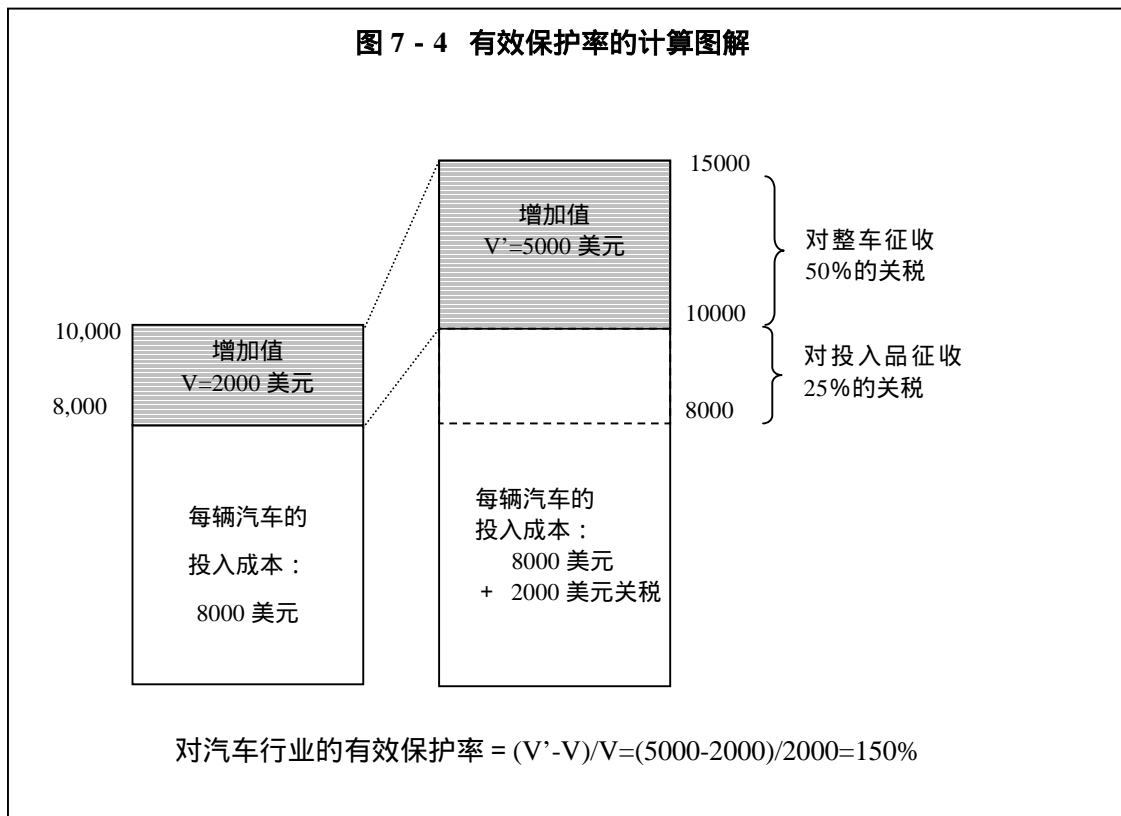 图 7 - 4 有效保护率的计算图解
15000
增加值
V’=5000 美元
对整车征收
50%的关税
10,000
10000
增加值
V=2000 美元
对投入品征收
25%的关税
8,000
8000
每辆汽车的
投入成本：
8000 美元
每辆汽车的
投入成本：
8000 美元
+ 2000 美元关税
对汽车行业的有效保护率 = (V’-V)/V=(5000-2000)/2000=150%